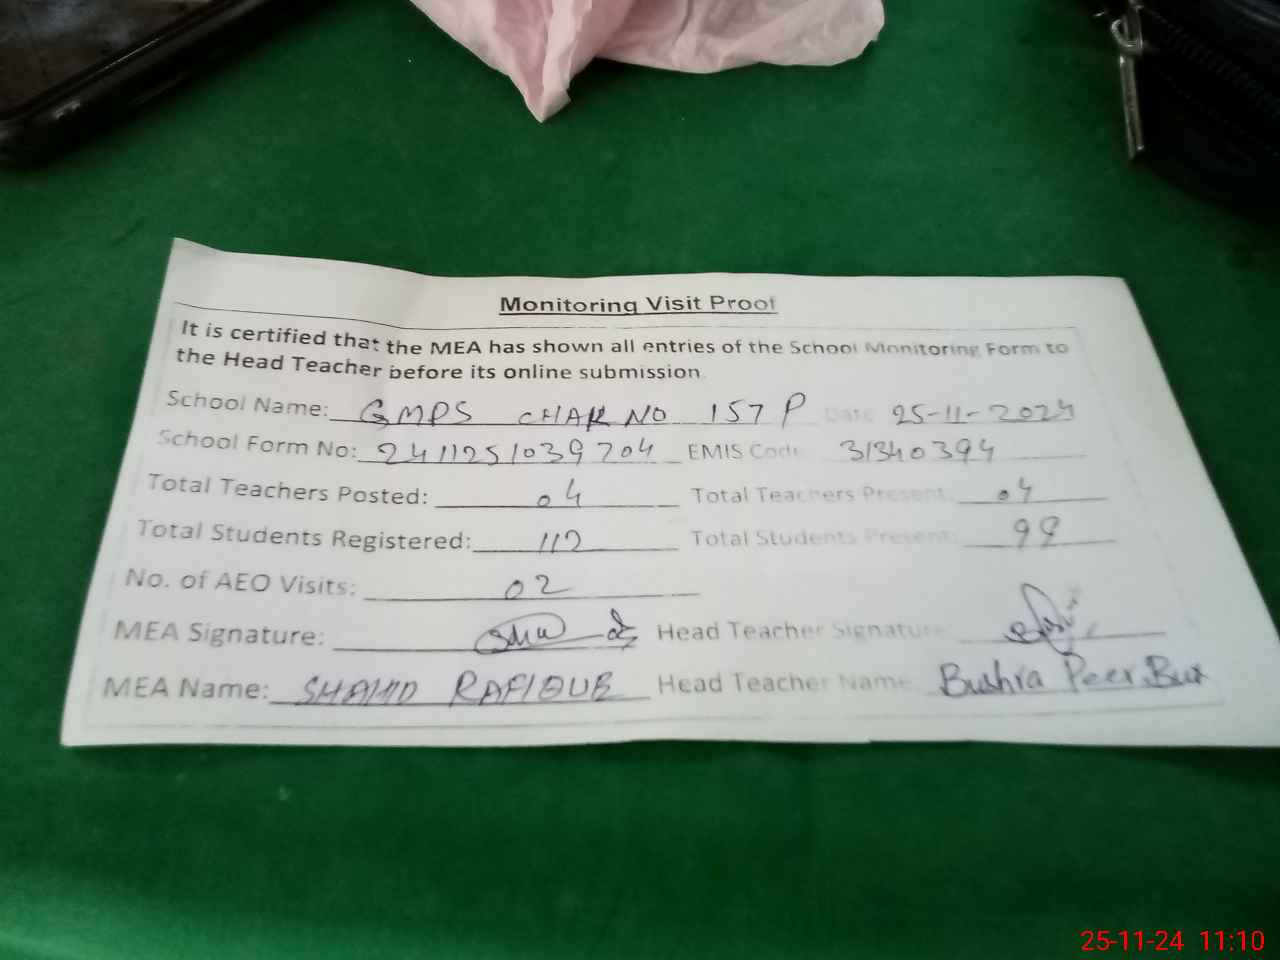 Monitoring Visit Proof
It is certified that the MEA has shown all entries of the School Monitoring Form to
the Head Teacher before its online submission.
School Name: GMPS CHAK NO 157 P Date 25-11-2024
School Form No: 2411251039204 EMIS Code 31340394
Total Teachers Posted: 04 Total Teachers Present: 04
Total Students Registered: 112 Total Students Present: 98
No. of AEO Visits: 02
MEA Signature: Head Teacher Signature:
MEA Name: SHAHID RAFIQUE Head Teacher Name Bushra Peer Bux
25-11-24 11:10